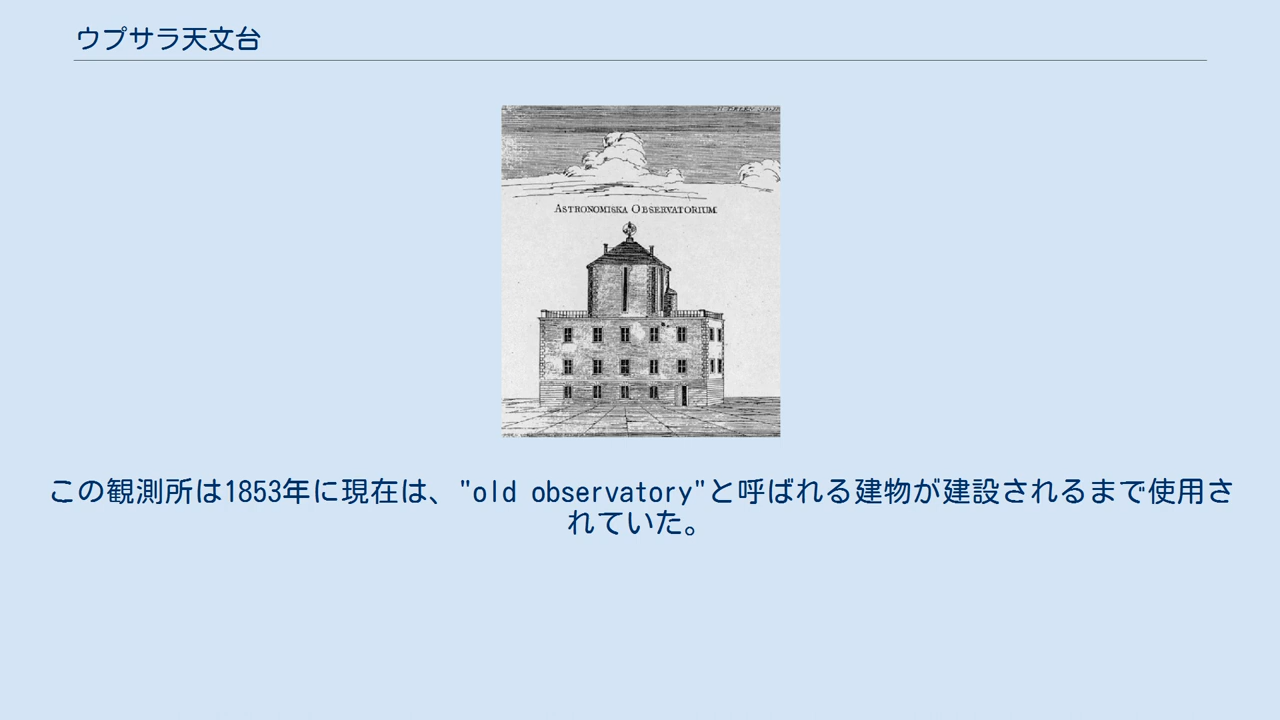 ウプサラ天文台
ASTRONOMISKA OBSERVATORIUM
この観測所は1853年に現在は、"old observatory"と呼ばれる建物が建設されるまで使用さ
れていた。